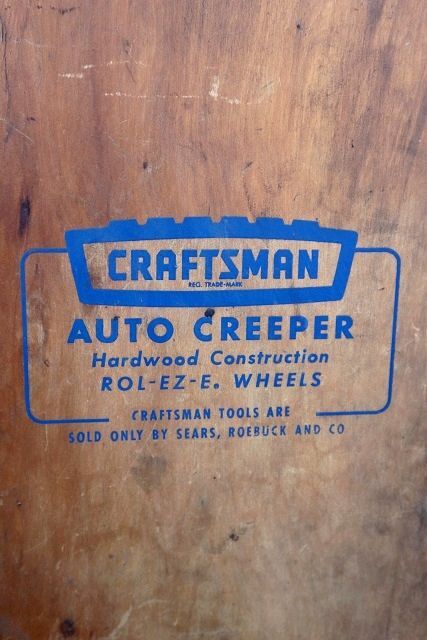 CRAFTSMAN
REG. TRADE-MARK
AUTO CREEPER
Hardwood Construction
ROL-EZ-E. WHEELS
CRAFTSMAN TOOLS ARE
SOLD ONLY BY SEARS, ROEBUCK AND CO